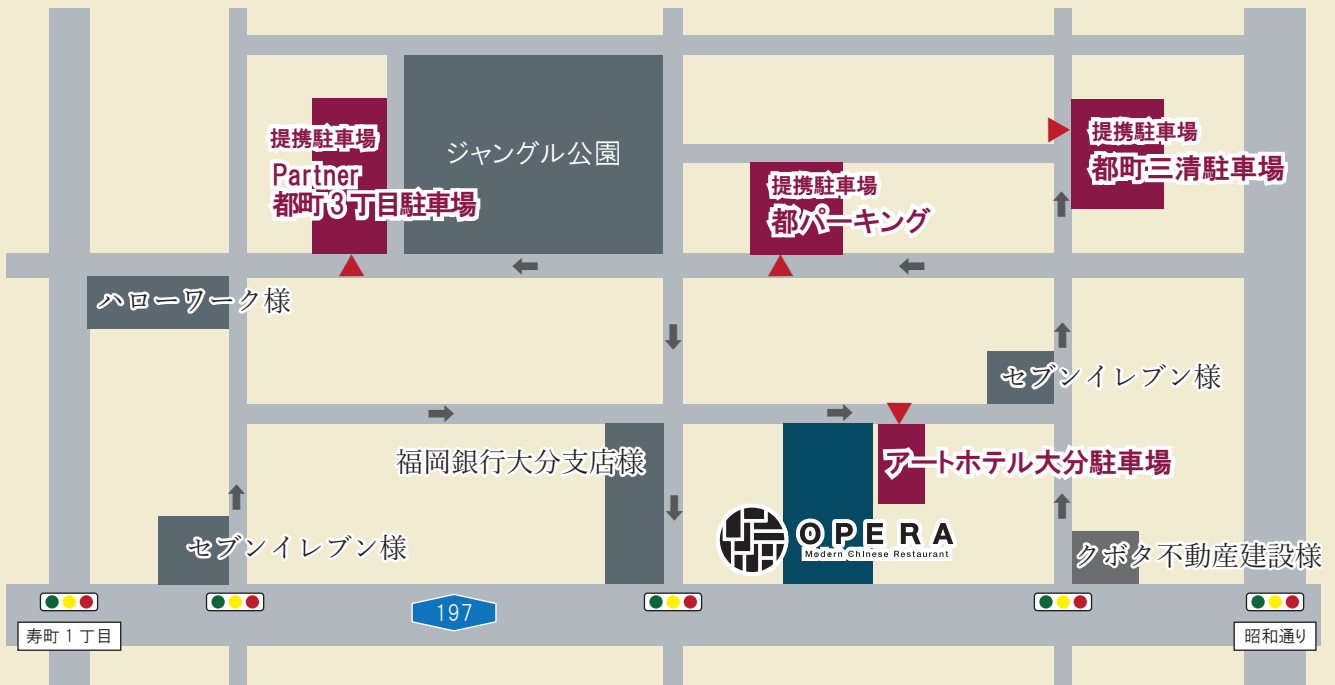 提携駐車場
Partner
都町3丁目駐車場
ジャングル公園
提携駐車場
都パーキング
提携駐車場
都町三清駐車場
ハローワーク様
セブンイレブン様
福岡銀行大分支店様
アートホテル大分駐車場
セブンイレブン様
OPERA
Modern Chinese Restaurant
クボタ不動産建設様
197
寿町1丁目
昭和通り